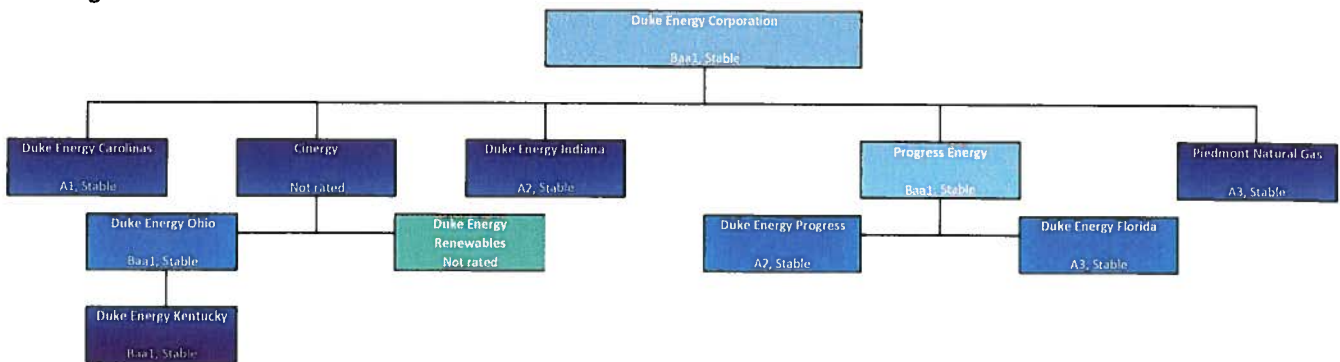 Duke Energy Corporation
Baa1, Stable
Duke Energy Carolinas
A1, Stable
Cinergy
Not rated
Duke Energy Indiana
A2, Stable
Progress Energy
Baa1, Stable
Piedmont Natural Gas
A3, Stable
Duke Energy Ohio
Baa1, Stable
Duke Energy
Renewables
Not rated
Duke Energy Progress
A2, Stable
Duke Energy Florida
A3, Stable
Duke Energy Kentucky
Baa1, Stable